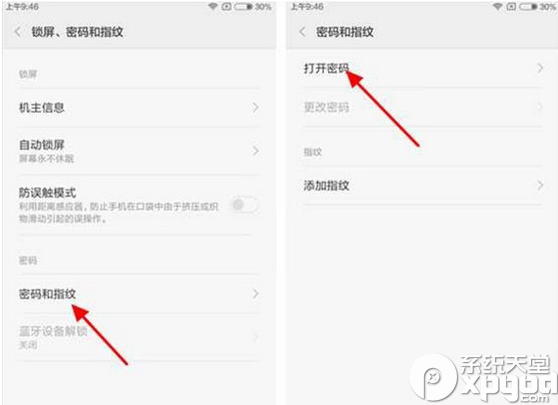 上午9:46
30%
锁屏、密码和指纹
锁屏
机主信息
自动锁屏
屏幕永不休眠
防误触模式
利用距离感应器，防止手机在口袋中由于挤压或织
物滑动引起的误操作。
密码
密码和指纹
蓝牙设备解锁
关闭
上午9:46
30%
密码和指纹
打开密码
更改密码
指纹
添加指纹
系统天堂
xpgod